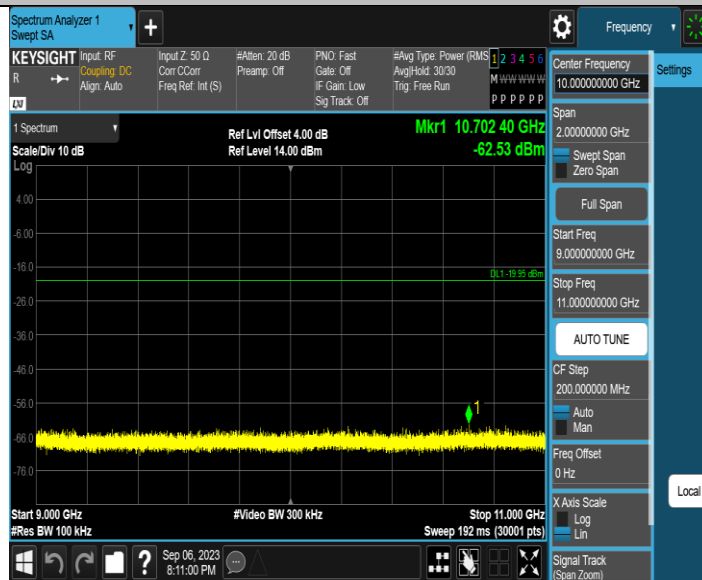 Spectrum Analyzer 1
Swept SA
Frequency
KEYSIGHT
R
LXI
Input: RF
Coupling: DC
Align: Auto
Input Z: 50 Ω
Corr CCorr
Freq Ref: Int (S)
#Atten: 20 dB
Preamp: Off
PNO: Fast
Gate: Off
IF Gain: Low
Sig Track: Off
#Avg Type: Power (RMS
Avg|Hold: 30/30
Trig: Free Run
1 2 3 4 5 6
M W W W W W
P P P P P P
1 Spectrum
Scale/Div 10 dB
Log
Ref Lvl Offset 4.00 dB
Ref Level 14.00 dBm
Mkr1 10.702 40 GHz
-62.53 dBm
4.00
-6.00
-16.0
DL1 -19.95 dBm
-26.0
-36.0
-46.0
-56.0
1
-66.0
-76.0
Start 9.000 GHz
#Res BW 100 kHz
#Video BW 300 kHz
Stop 11.000 GHz
Sweep 192 ms (30001 pts)
Sep 06, 2023
8:11:00 PM
Center Frequency
10.000000000 GHz
Span
2.00000000 GHz
Swept Span
Zero Span
Full Span
Start Freq
9.000000000 GHz
Stop Freq
11.000000000 GHz
AUTO TUNE
CF Step
200.000000 MHz
Auto
Man
Freq Offset
0 Hz
X Axis Scale
Log
Lin
Signal Track
(Span Zoom)
Settings
Local